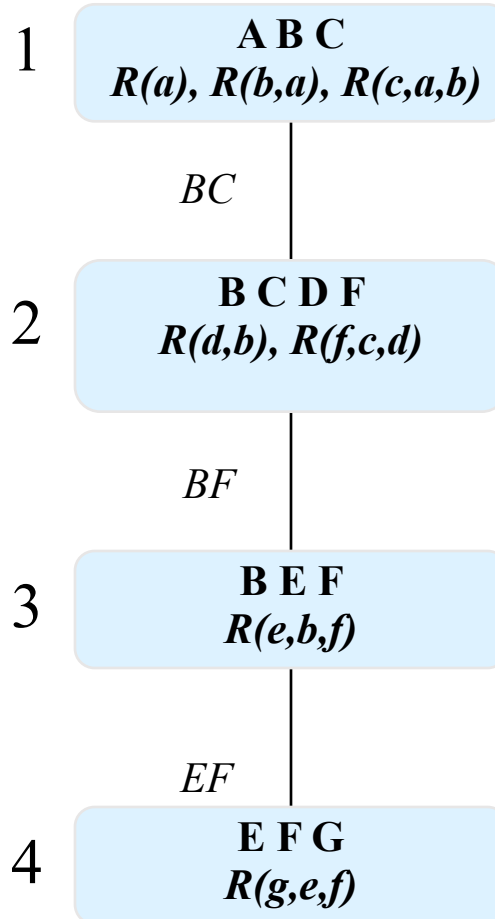 1
A B C
R(a), R(b,a), R(c,a,b)
BC
2
B C D F
R(d,b), R(f,c,d)
BF
3
B E F
R(e,b,f)
EF
4
E F G
R(g,e,f)